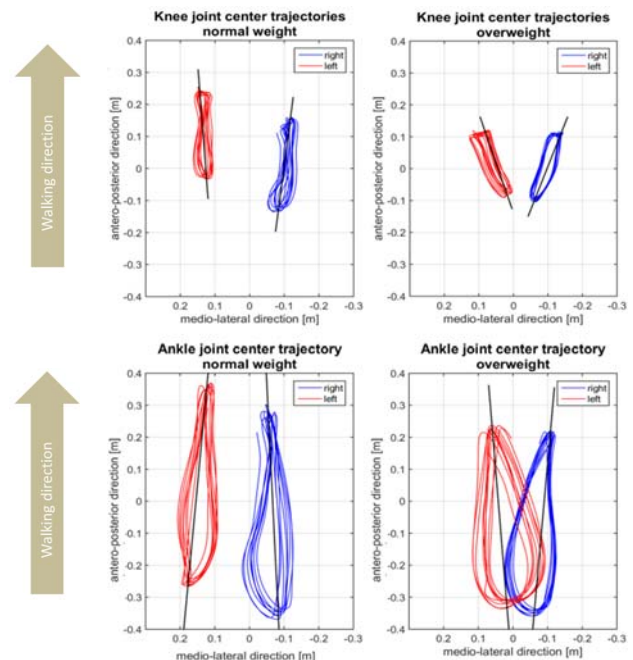 Knee joint center trajectories
normal weight
Knee joint center trajectories
overweight
Walking direction
antero-posterior direction [m]
0.4
0.3
0.2
0.1
0
-0.1
-0.2
-0.3
-0.4
right
left
0.2
0.1
0
-0.1
-0.2
-0.3
medio-lateral direction [m]
antero-posterior direction [m]
0.4
0.3
0.2
0.1
0
-0.1
-0.2
-0.3
-0.4
right
left
0.2
0.1
0
-0.1
-0.2
-0.3
medio-lateral direction [m]
Ankle joint center trajectory
normal weight
Ankle joint center trajectory
overweight
Walking direction
antero-posterior direction [m]
0.4
0.3
0.2
0.1
0
-0.1
-0.2
-0.3
-0.4
right
left
0.2
0.1
0
-0.1
-0.2
-0.3
medio-lateral direction [m]
antero-posterior direction [m]
0.4
0.3
0.2
0.1
0
-0.1
-0.2
-0.3
-0.4
right
left
0.2
0.1
0
-0.1
-0.2
-0.3
medio-lateral direction [m]